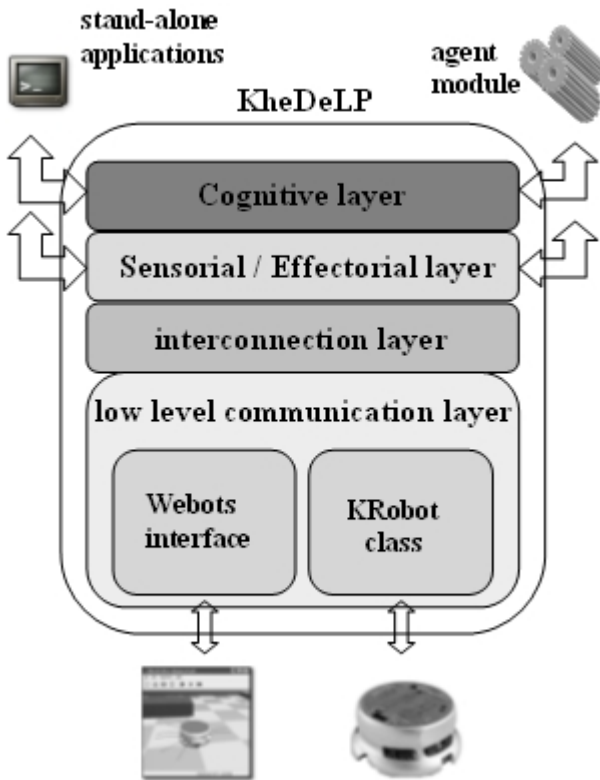 stand-alone
applications
agent
module
KheDeLP
Cognitive layer
Sensorial / Effectorial layer
interconnection layer
low level communication layer
Webots
interface
KRobot
class
>_